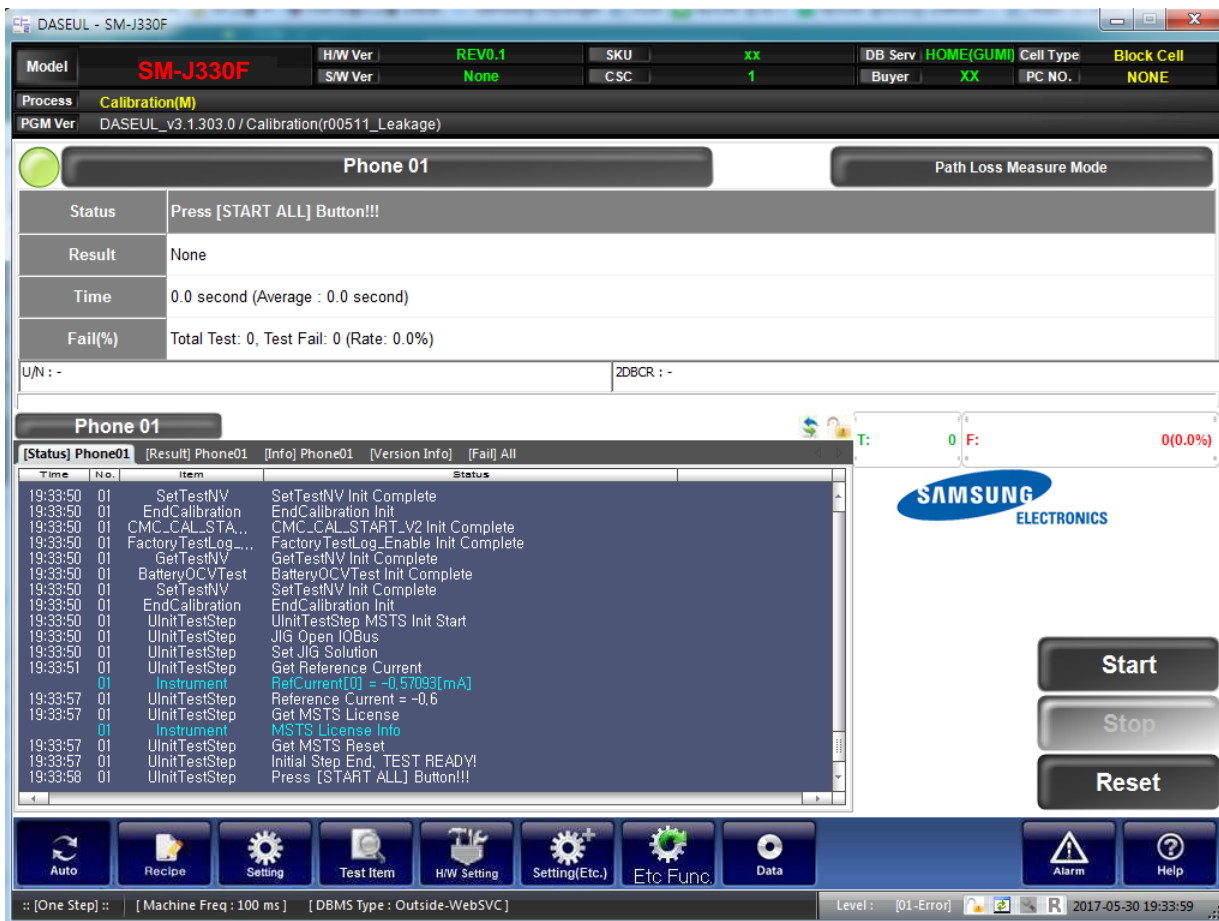 DASEUL - SM-J330F
Model SM-J330F H/W Ver REV0.1 SKU xx DB Serv HOME(GUMI) Cell Type Block Cell
S/W Ver None CSC 1 Buyer XX PC NO. NONE
Process Calibration(M)
PGM Ver DASEUL_v3.1.303.0 / Calibration(r00511_Leakage)
Phone 01 Path Loss Measure Mode
Status Press [START ALL] Button!!!
Result None
Time 0.0 second (Average : 0.0 second)
Fail(%) Total Test: 0, Test Fail: 0 (Rate: 0.0%)
U/N : - 2DBCR : -
Phone 01
T: 0 F: 0(0.0%)
[Status] Phone01 [Result] Phone01 [Info] Phone01 [Version Info] [Fail] All
Time No. Item Status
19:33:50 01 SetTestNV SetTestNV Init Complete
19:33:50 01 EndCalibration EndCalibration Init
19:33:50 01 CMC_CAL_STA... CMC_CAL_START_V2 Init Complete
19:33:50 01 FactoryTestLog_... FactoryTestLog_Enable Init Complete
19:33:50 01 GetTestNV GetTestNV Init Complete
19:33:50 01 BatteryOCVTest BatteryOCVTest Init Complete
19:33:50 01 SetTestNV SetTestNV Init Complete
19:33:50 01 EndCalibration EndCalibration Init
19:33:50 01 UInitTestStep UInitTestStep MSTS Init Start
19:33:50 01 UInitTestStep JIG Open IOBus
19:33:50 01 UInitTestStep Set JIG Solution
19:33:51 01 UInitTestStep Get Reference Current
01 Instrument RefCurrent[0] = -0,57093[mA]
19:33:57 01 UInitTestStep Reference Current = -0,6
19:33:57 01 UInitTestStep Get MSTS License
01 Instrument MSTS License Info
19:33:57 01 UInitTestStep Get MSTS Reset
19:33:57 01 UInitTestStep Initial Step End, TEST READY!
19:33:58 01 UInitTestStep Press [START ALL] Button!!!
SAMSUNG
ELECTRONICS
Start
Stop
Reset
Auto Recipe Setting Test Item H/W Setting Setting(Etc.) Etc Func. Data Alarm Help
:: [One Step] :: [ Machine Freq : 100 ms ] [ DBMS Type : Outside-WebSVC ] Level : [01-Error] R 2017-05-30 19:33:59